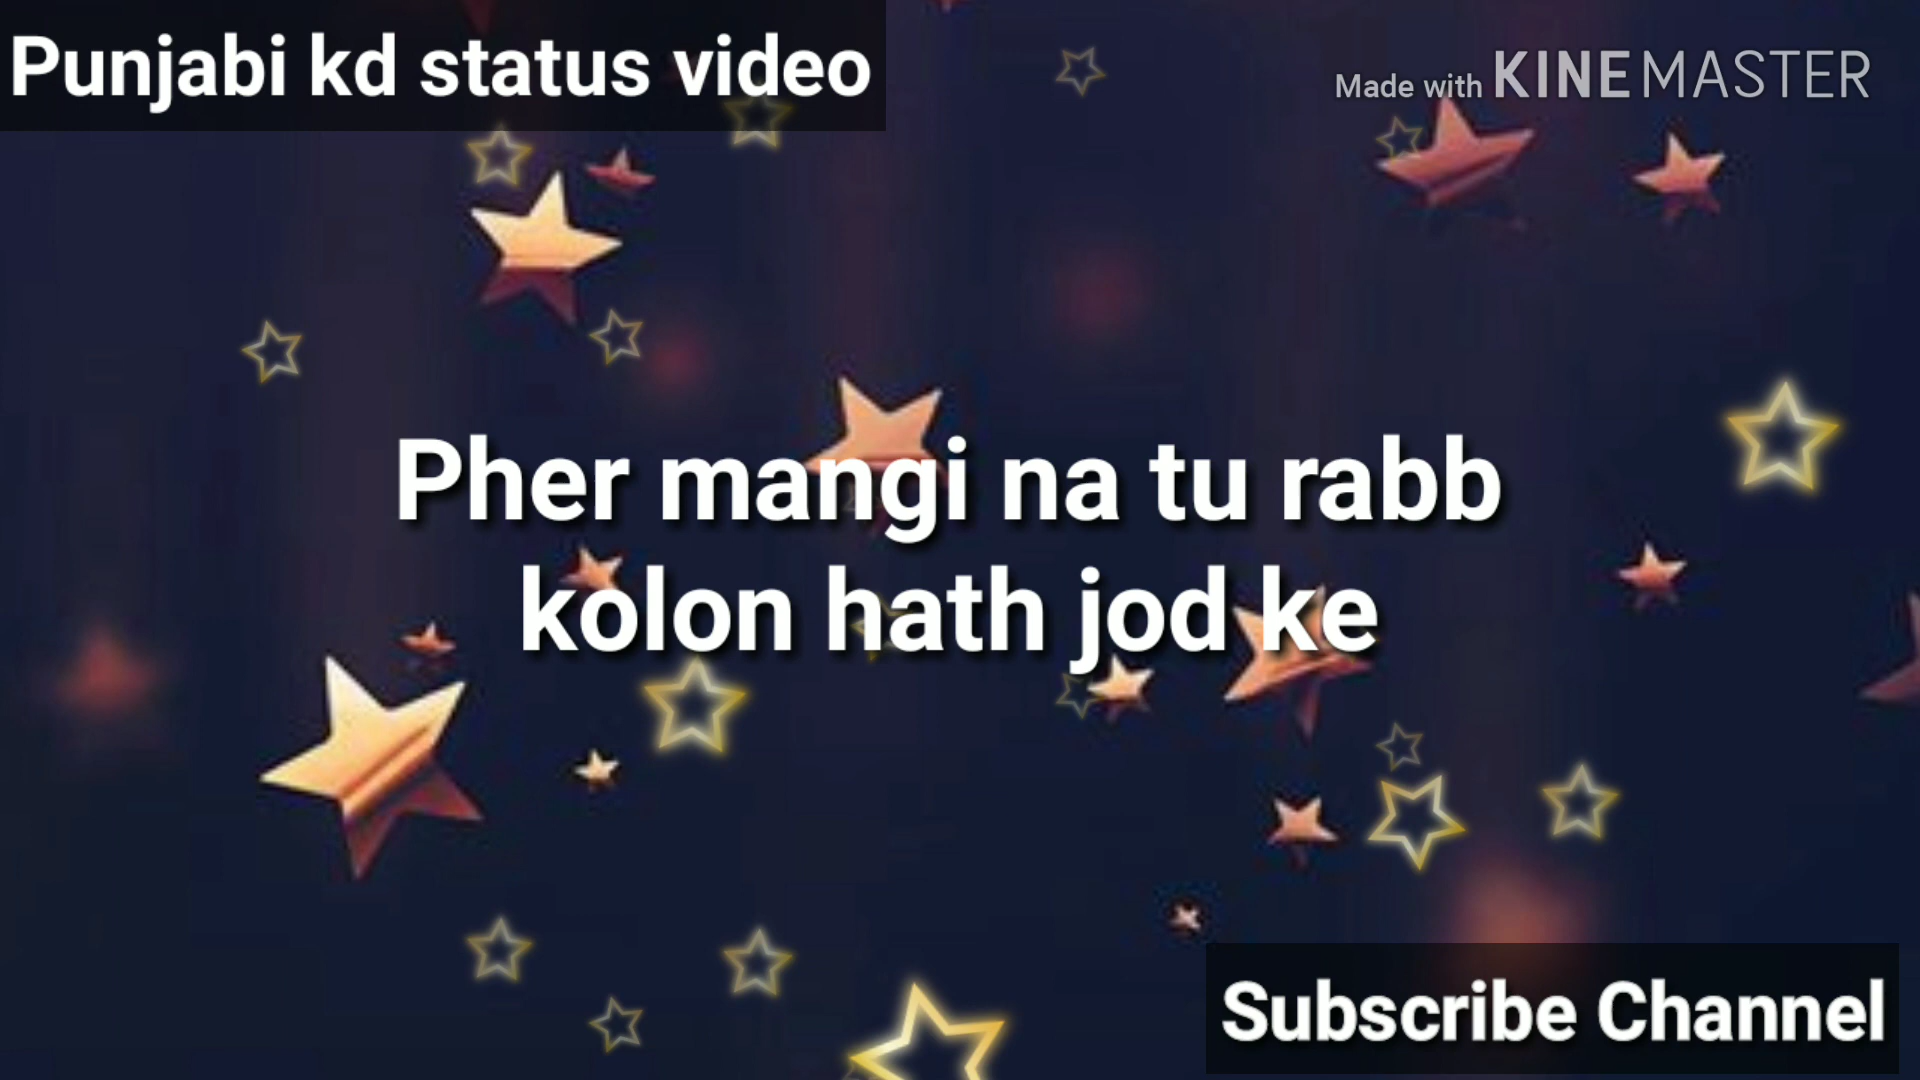 Punjabi kd status video
Made with KINEMASTER
Pher mangi na tu rabb
kolon hath jod ke
Subscribe Channel